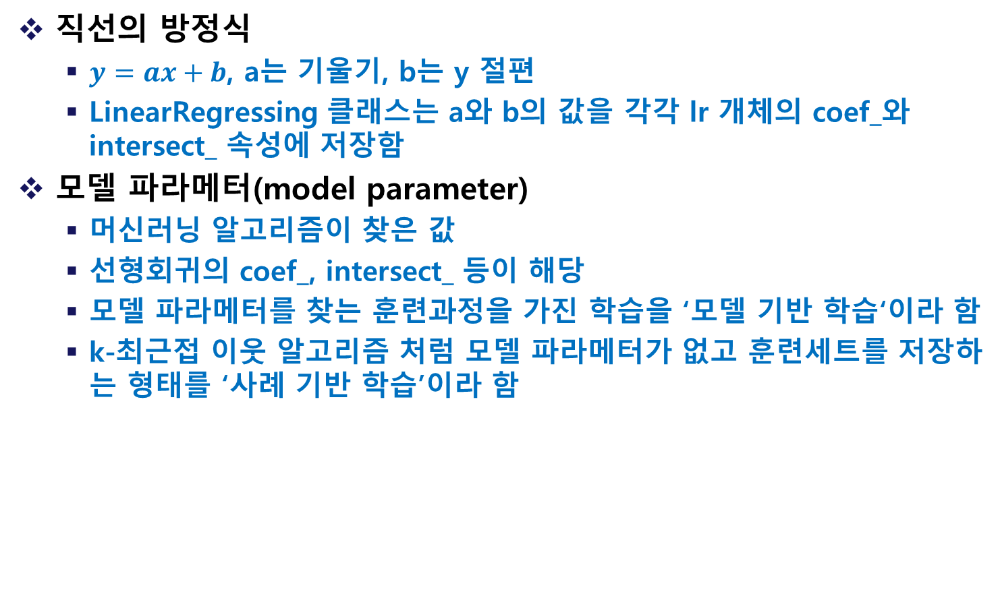 ❖ 직선의 방정식
▪ y = ax + b, a는 기울기, b는 y 절편
▪ LinearRegressing 클래스는 a와 b의 값을 각각 lr 개체의 coef_와
intersect_ 속성에 저장함
❖ 모델 파라메터(model parameter)
▪ 머신러닝 알고리즘이 찾은 값
▪ 선형회귀의 coef_, intersect_ 등이 해당
▪ 모델 파라메터를 찾는 훈련과정을 가진 학습을 ‘모델 기반 학습‘이라 함
▪ k-최근접 이웃 알고리즘 처럼 모델 파라메터가 없고 훈련세트를 저장하
는 형태를 ‘사례 기반 학습’이라 함